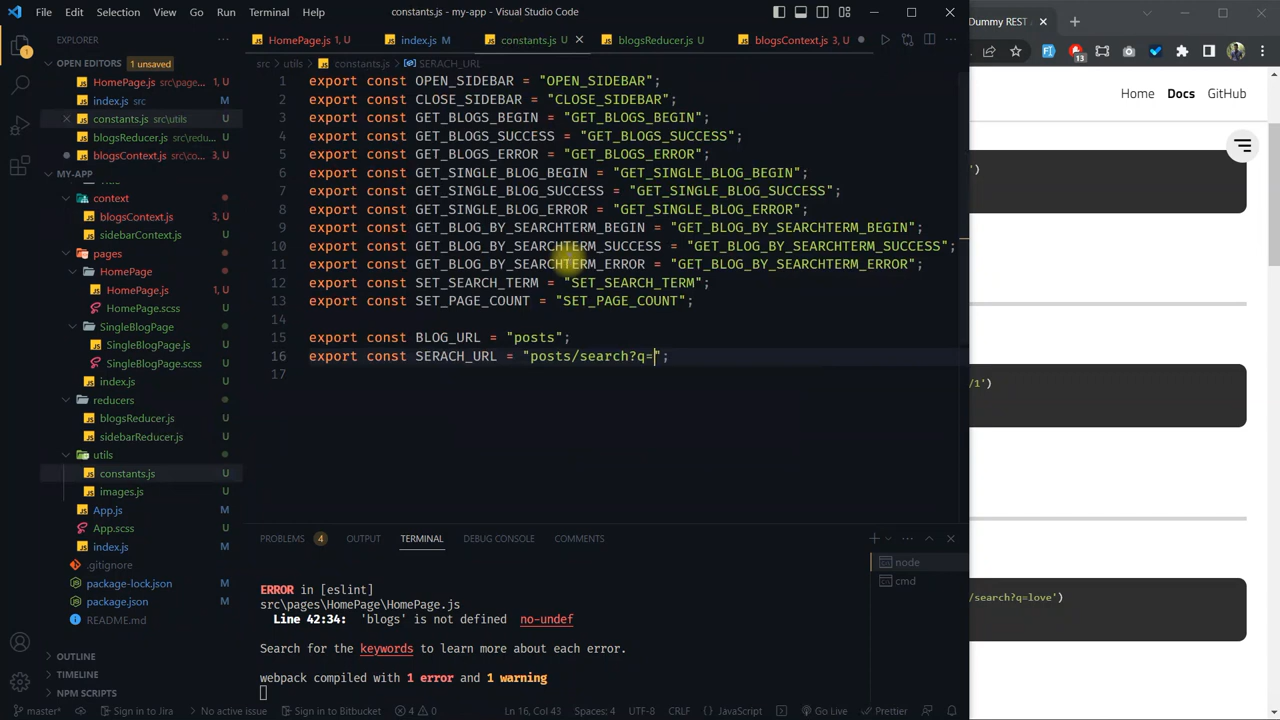 File Edit Selection View Go Run Terminal Help constants.js - my-app - Visual Studio Code
Dummy REST A
EXPLORER
OPEN EDITORS 1 unsaved
HomePage.js src\page... 1, U
index.js src M
constants.js src\utils U
blogsReducer.js src\redu... U
blogsContext.js src\co... 3, U
MY-APP
context
blogsContext.js 3, U
sidebarContext.js U
pages
HomePage
HomePage.js 1, U
HomePage.scss U
SingleBlogPage
SingleBlogPage.js U
SingleBlogPage.scss U
index.js U
reducers
blogsReducer.js U
sidebarReducer.js U
utils
constants.js U
images.js U
App.js M
App.scss U
index.js M
.gitignore
package-lock.json M
package.json M
README.md
OUTLINE
TIMELINE
NPM SCRIPTS
HomePage.js 1, U index.js M constants.js U blogsReducer.js U blogsContext.js 3, U
src > utils > constants.js > SERACH_URL
1 export const OPEN_SIDEBAR = "OPEN_SIDEBAR";
2 export const CLOSE_SIDEBAR = "CLOSE_SIDEBAR";
3 export const GET_BLOGS_BEGIN = "GET_BLOGS_BEGIN";
4 export const GET_BLOGS_SUCCESS = "GET_BLOGS_SUCCESS";
5 export const GET_BLOGS_ERROR = "GET_BLOGS_ERROR";
6 export const GET_SINGLE_BLOG_BEGIN = "GET_SINGLE_BLOG_BEGIN";
7 export const GET_SINGLE_BLOG_SUCCESS = "GET_SINGLE_BLOG_SUCCESS";
8 export const GET_SINGLE_BLOG_ERROR = "GET_SINGLE_BLOG_ERROR";
9 export const GET_BLOG_BY_SEARCHTERM_BEGIN = "GET_BLOG_BY_SEARCHTERM_BEGIN";
10 export const GET_BLOG_BY_SEARCHTERM_SUCCESS = "GET_BLOG_BY_SEARCHTERM_SUCCESS";
11 export const GET_BLOG_BY_SEARCHTERM_ERROR = "GET_BLOG_BY_SEARCHTERM_ERROR";
12 export const SET_SEARCH_TERM = "SET_SEARCH_TERM";
13 export const SET_PAGE_COUNT = "SET_PAGE_COUNT";
14
15 export const BLOG_URL = "posts";
16 export const SERACH_URL = "posts/search?q=";
17
PROBLEMS 4 OUTPUT TERMINAL DEBUG CONSOLE COMMENTS
ERROR in [eslint]
src\pages\HomePage\HomePage.js
Line 42:34: 'blogs' is not defined no-undef
Search for the keywords to learn more about each error.
webpack compiled with 1 error and 1 warning
node
cmd
master* Sign in to Jira No active issue Sign in to Bitbucket 4 0 Ln 16, Col 43 Spaces: 4 UTF-8 CRLF JavaScript Go Live Prettier
13
Home Docs GitHub
')
/1')
/search?q=love')